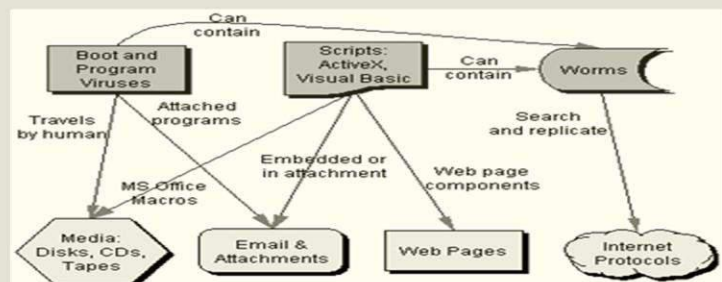 Can
contain
Boot and
Program
Viruses
Scripts:
ActiveX,
Visual Basic
Can
contain
Worms
Travels
by human
Attached
programs
Search
and replicate
Embedded or
in attachment
Web page
components
MS Office
Macros
Media:
Disks, CDs,
Tapes
Email &
Attachments
Web Pages
Internet
Protocols